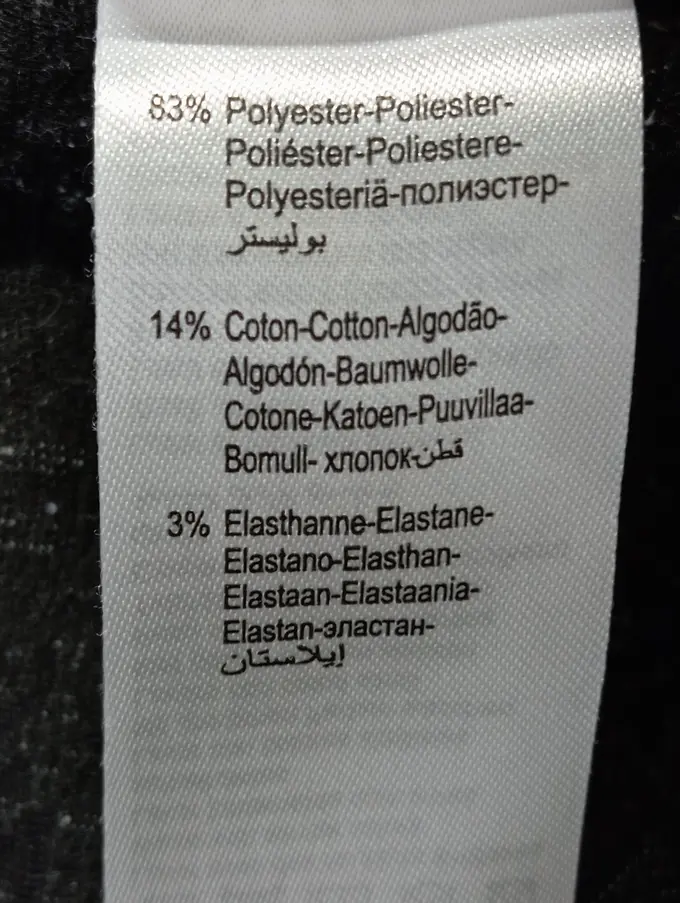 83% Polyester-Poliester-
Poliéster-Poliestere-
Polyesteriä-полиэстер-
بوليستر
14% Coton-Cotton-Algodão-
Algodón-Baumwolle-
Cotone-Katoen-Puuvillaa-
Bomull- хлопок-قطن
3% Elasthanne-Elastane-
Elastano-Elasthan-
Elastaan-Elastaania-
Elastan-эластан-
إيلاستان